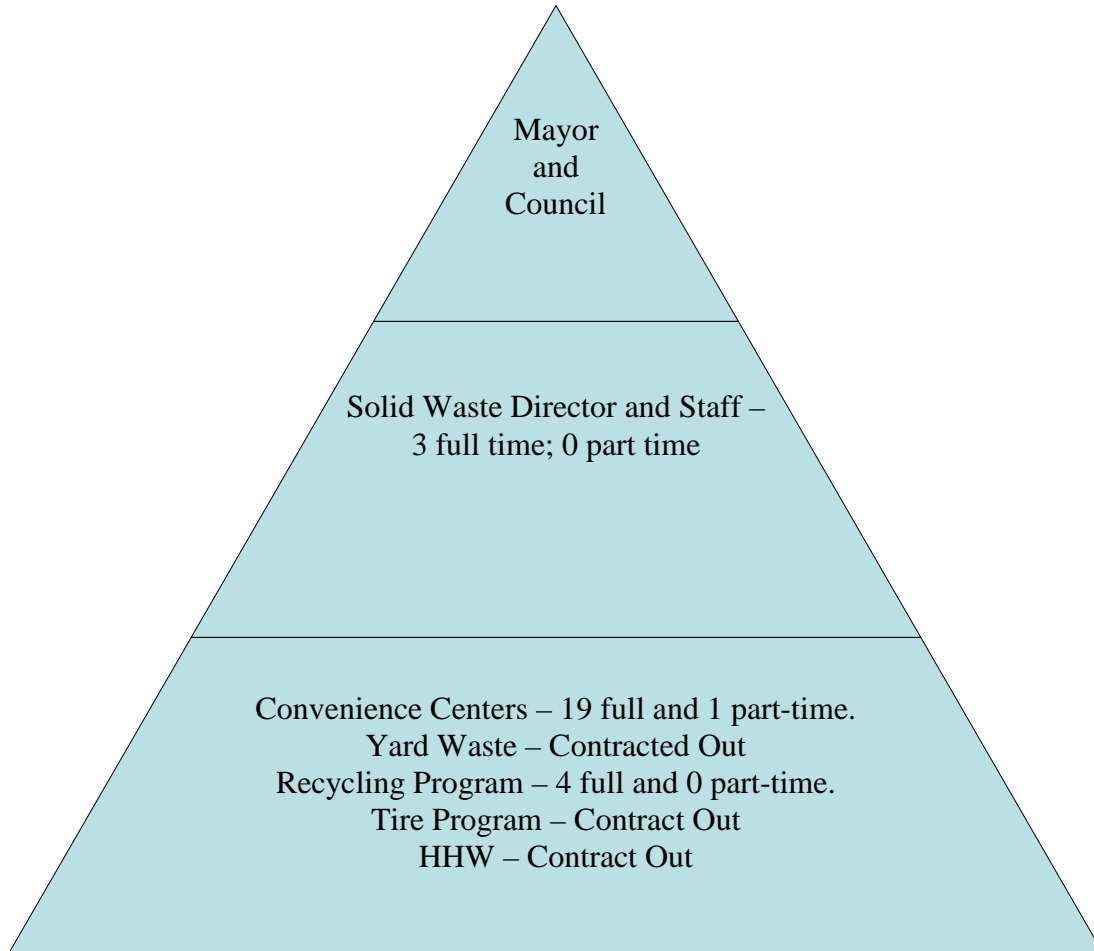 Mayor
and
Council
Solid Waste Director and Staff –
3 full time; 0 part time
Convenience Centers – 19 full and 1 part-time.
Yard Waste – Contracted Out
Recycling Program – 4 full and 0 part-time.
Tire Program – Contract Out
HHW – Contract Out